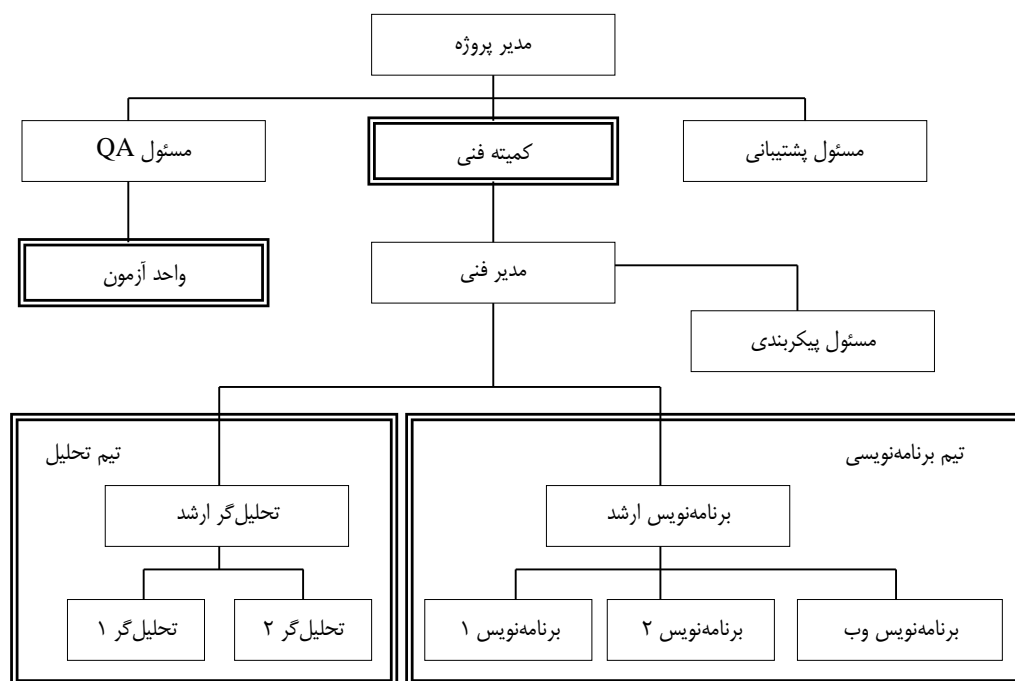 مدیر پروژه
مسئول پشتیبانی
کمیته فنی
مسئول QA
مدیر فنی
واحد آزمون
مسئول پیکربندی
تیم برنامه‌نویسی
تیم تحلیل
برنامه‌نویس ارشد
تحلیل‌گر ارشد
برنامه‌نویس وب
برنامه‌نویس ۲
برنامه‌نویس ۱
تحلیل‌گر ۲
تحلیل‌گر ۱